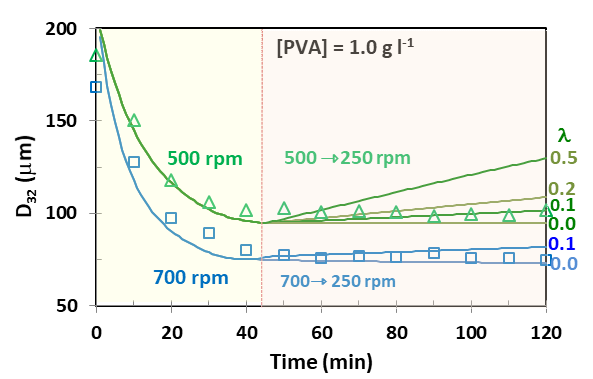 200
150
100
50
D32 (μm)
[PVA] = 1.0 g l-1
500 rpm
500→250 rpm
700 rpm
700→250 rpm
λ
0.5
0.2
0.1
0.0
0.1
0.0
0 20 40 60 80 100 120
Time (min)